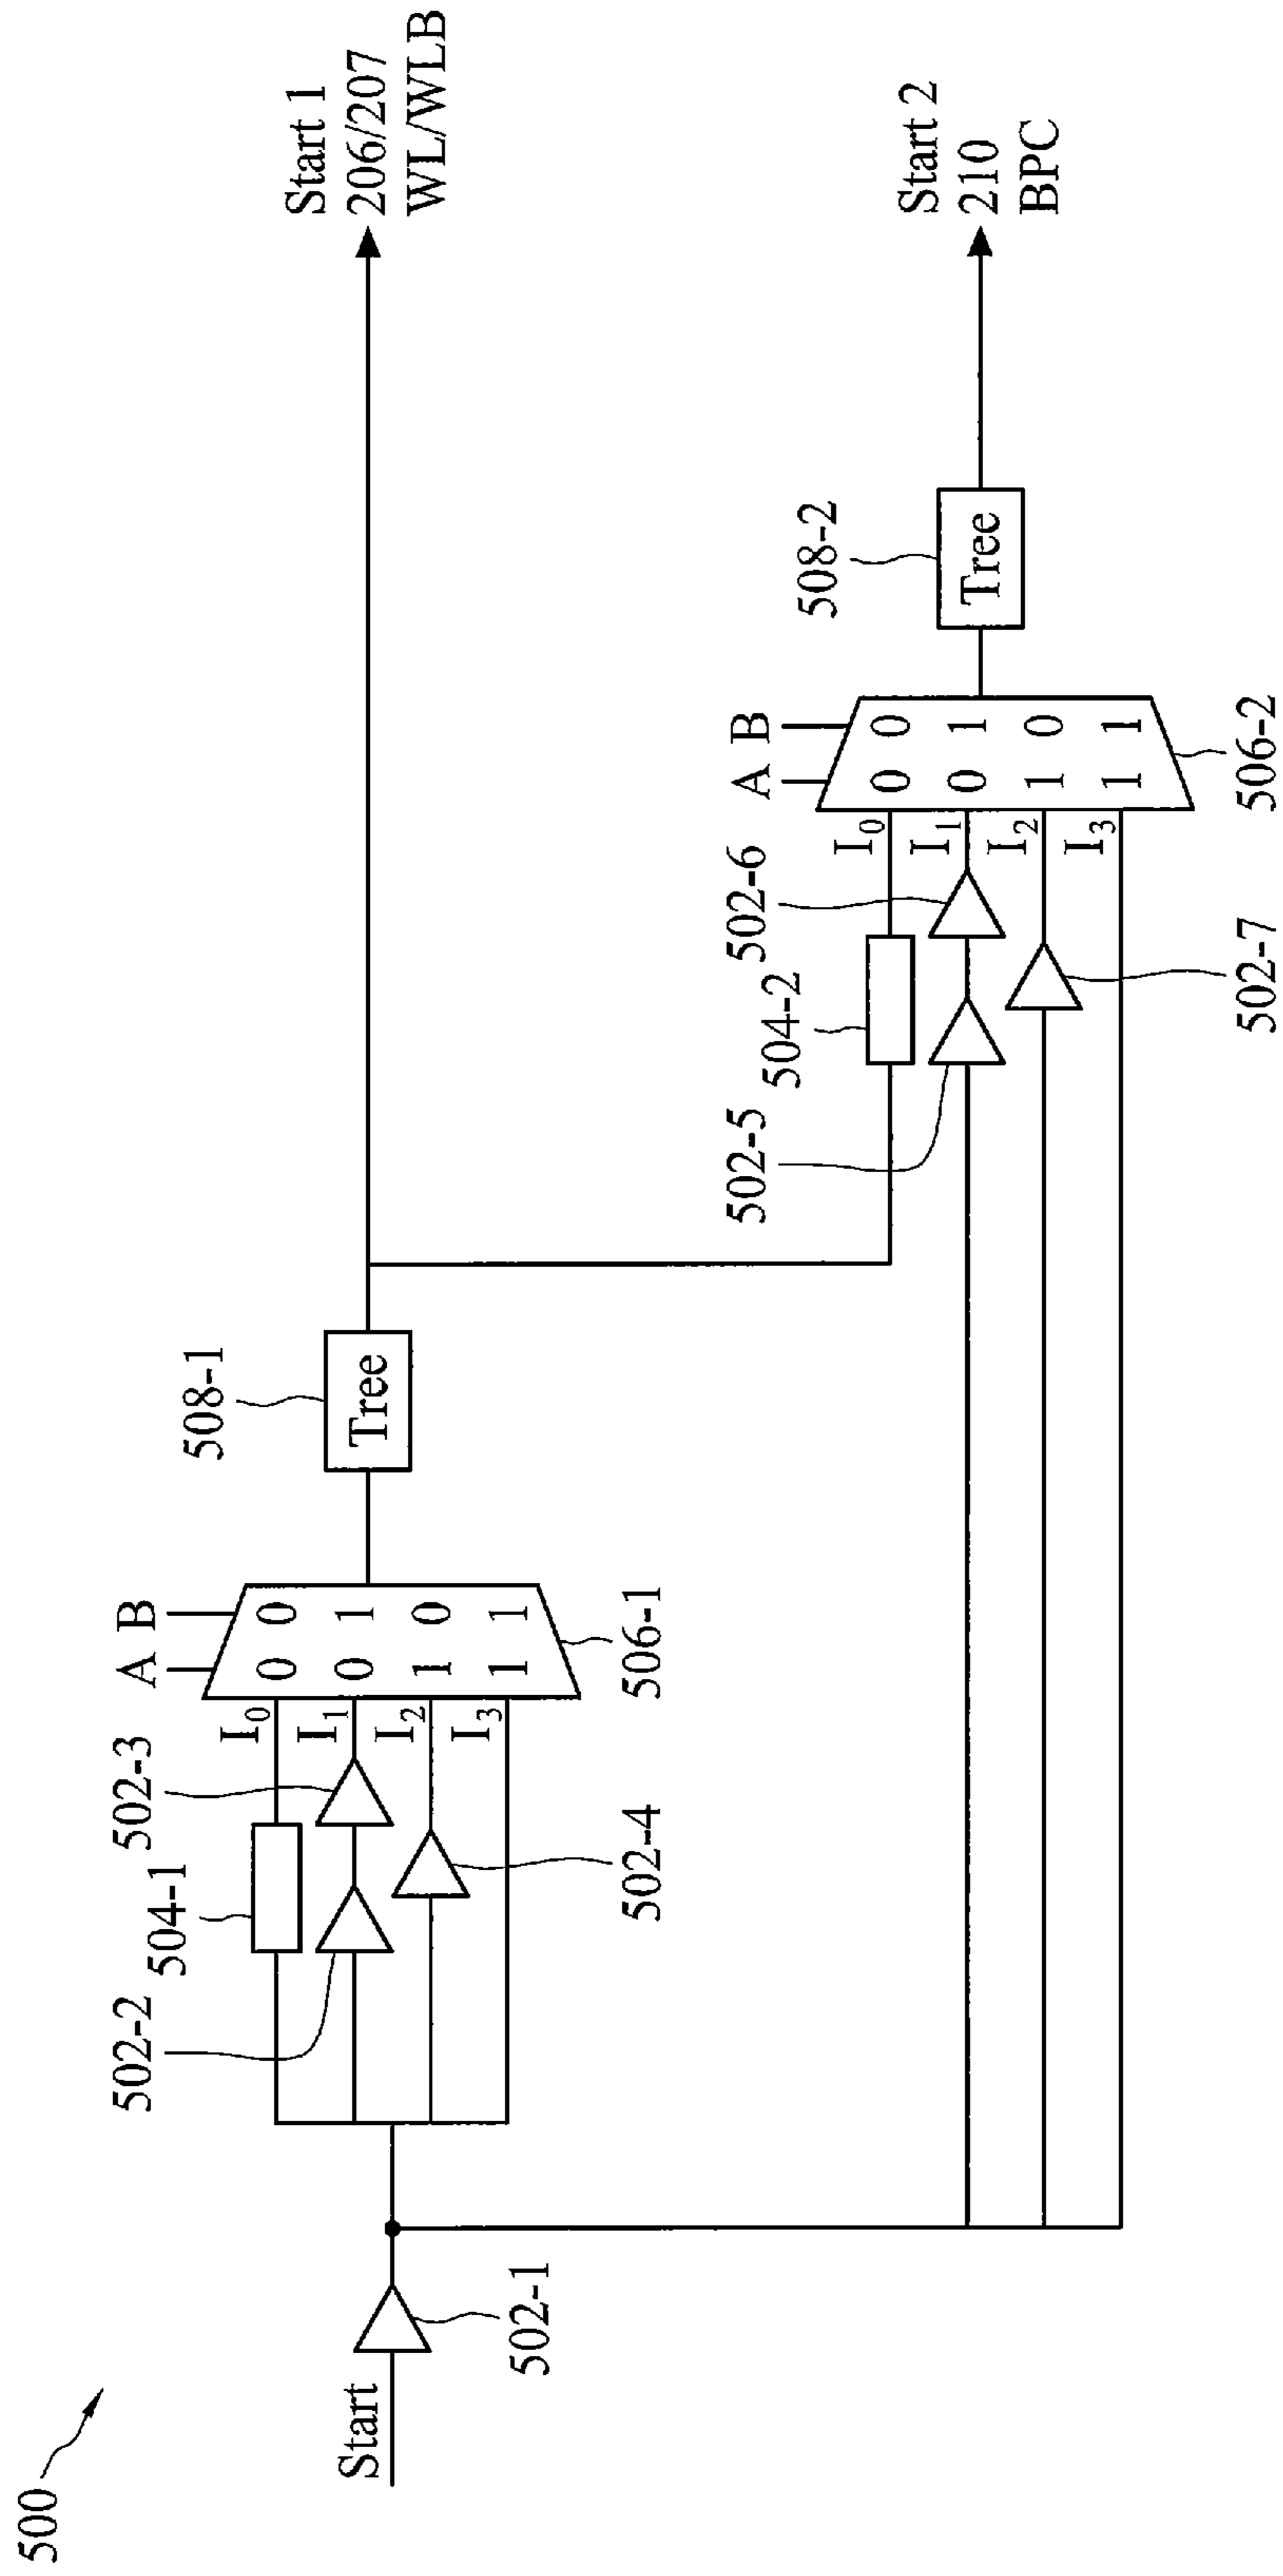 500
Start
502-1
502-2
504-1
502-3
502-4
I0
I1
I2
I3
A B
0 0
0 1
1 0
1 1
506-1
508-1
Tree
Start 1
206/207
WL/WLB
502-5
504-2
502-6
502-7
I0
I1
I2
I3
A B
0 0
0 1
1 0
1 1
506-2
508-2
Tree
Start 2
210
BPC